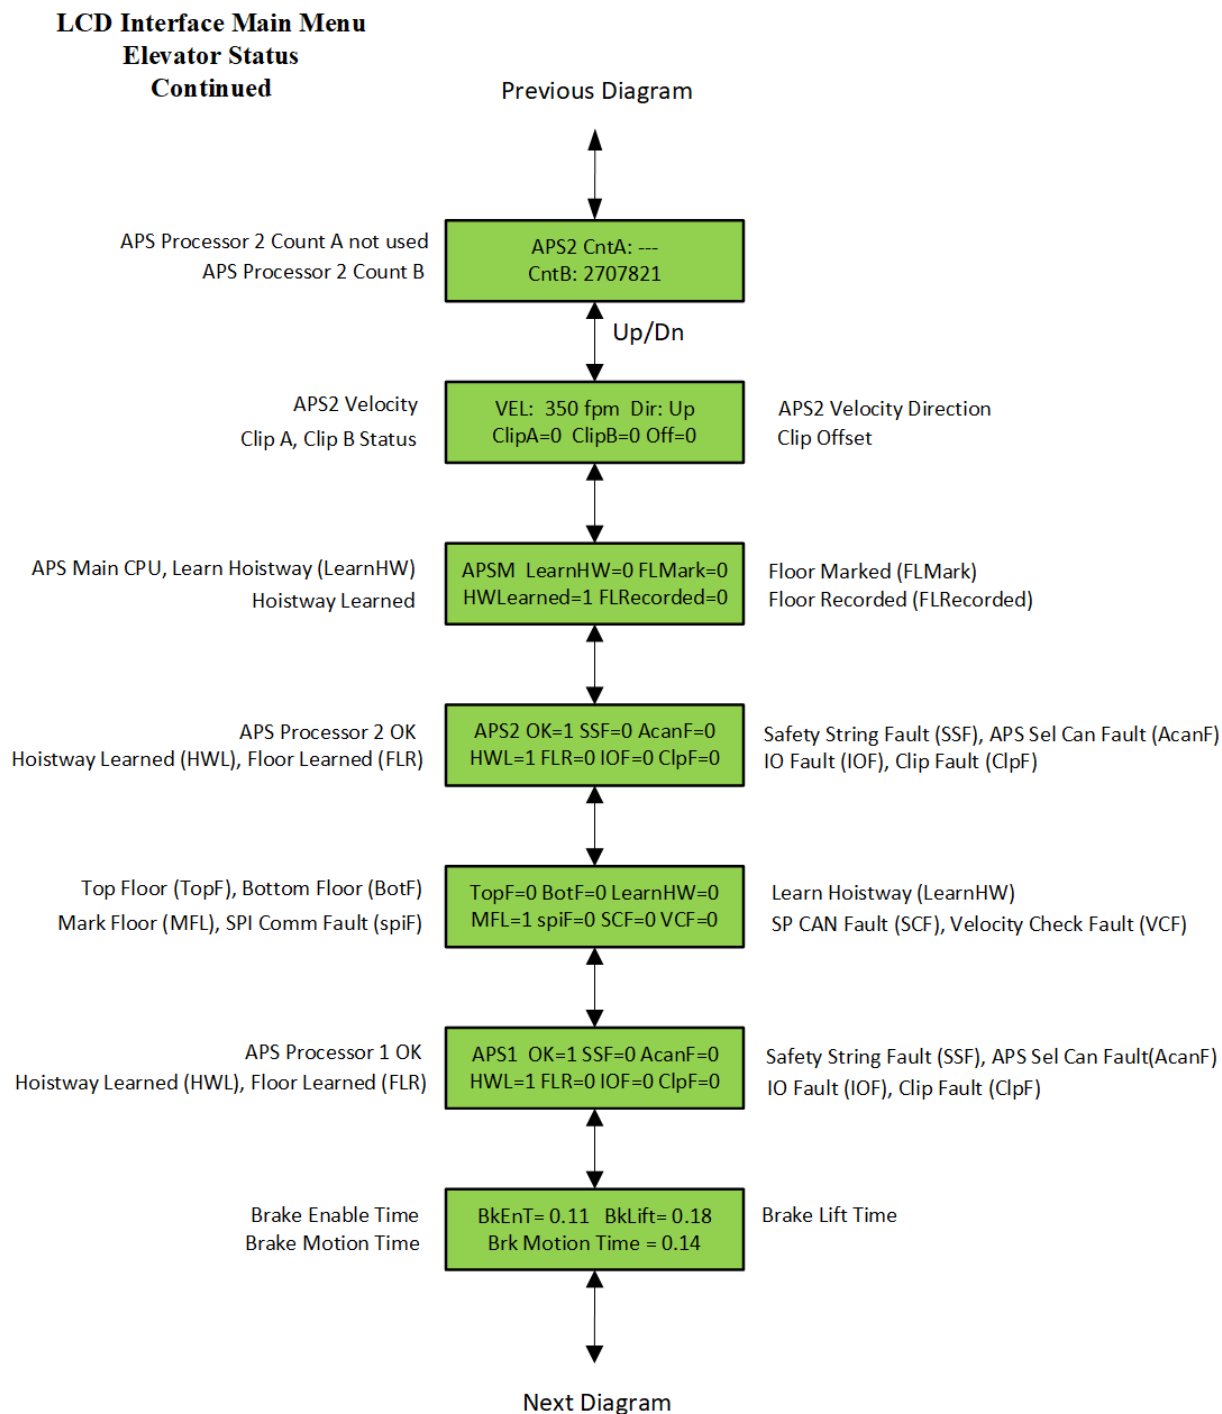 LCD Interface Main Menu
Elevator Status
Continued
Previous Diagram
APS Processor 2 Count A not used
APS Processor 2 Count B
APS2 CntA: ---
CntB: 2707821
Up/Dn
APS2 Velocity
Clip A, Clip B Status
VEL:  350 fpm  Dir: Up
ClipA=0  ClipB=0 Off=0
APS2 Velocity Direction
Clip Offset
APS Main CPU, Learn Hoistway (LearnHW)
Hoistway Learned
APSM  LearnHW=0 FLMark=0
HWLearned=1 FLRecorded=0
Floor Marked (FLMark)
Floor Recorded (FLRecorded)
APS Processor 2 OK
Hoistway Learned (HWL), Floor Learned (FLR)
APS2 OK=1 SSF=0 AcanF=0
HWL=1 FLR=0 IOF=0 ClpF=0
Safety String Fault (SSF), APS Sel Can Fault (AcanF)
IO Fault (IOF), Clip Fault (ClpF)
Top Floor (TopF), Bottom Floor (BotF)
Mark Floor (MFL), SPI Comm Fault (spiF)
TopF=0 BotF=0 LearnHW=0
MFL=1 spiF=0 SCF=0 VCF=0
Learn Hoistway (LearnHW)
SP CAN Fault (SCF), Velocity Check Fault (VCF)
APS Processor 1 OK
Hoistway Learned (HWL), Floor Learned (FLR)
APS1  OK=1 SSF=0 AcanF=0
HWL=1 FLR=0 IOF=0 ClpF=0
Safety String Fault (SSF), APS Sel Can Fault(AcanF)
IO Fault (IOF), Clip Fault (ClpF)
Brake Enable Time
Brake Motion Time
BkEnT= 0.11   BkLift= 0.18
Brk Motion Time = 0.14
Brake Lift Time
Next Diagram